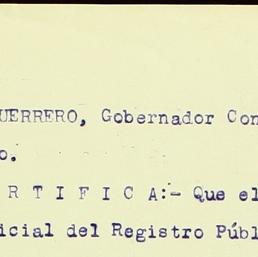 UERRERO, Gobernador Con
o.
R T I F I C A:- Que el
icial del Registro Públ